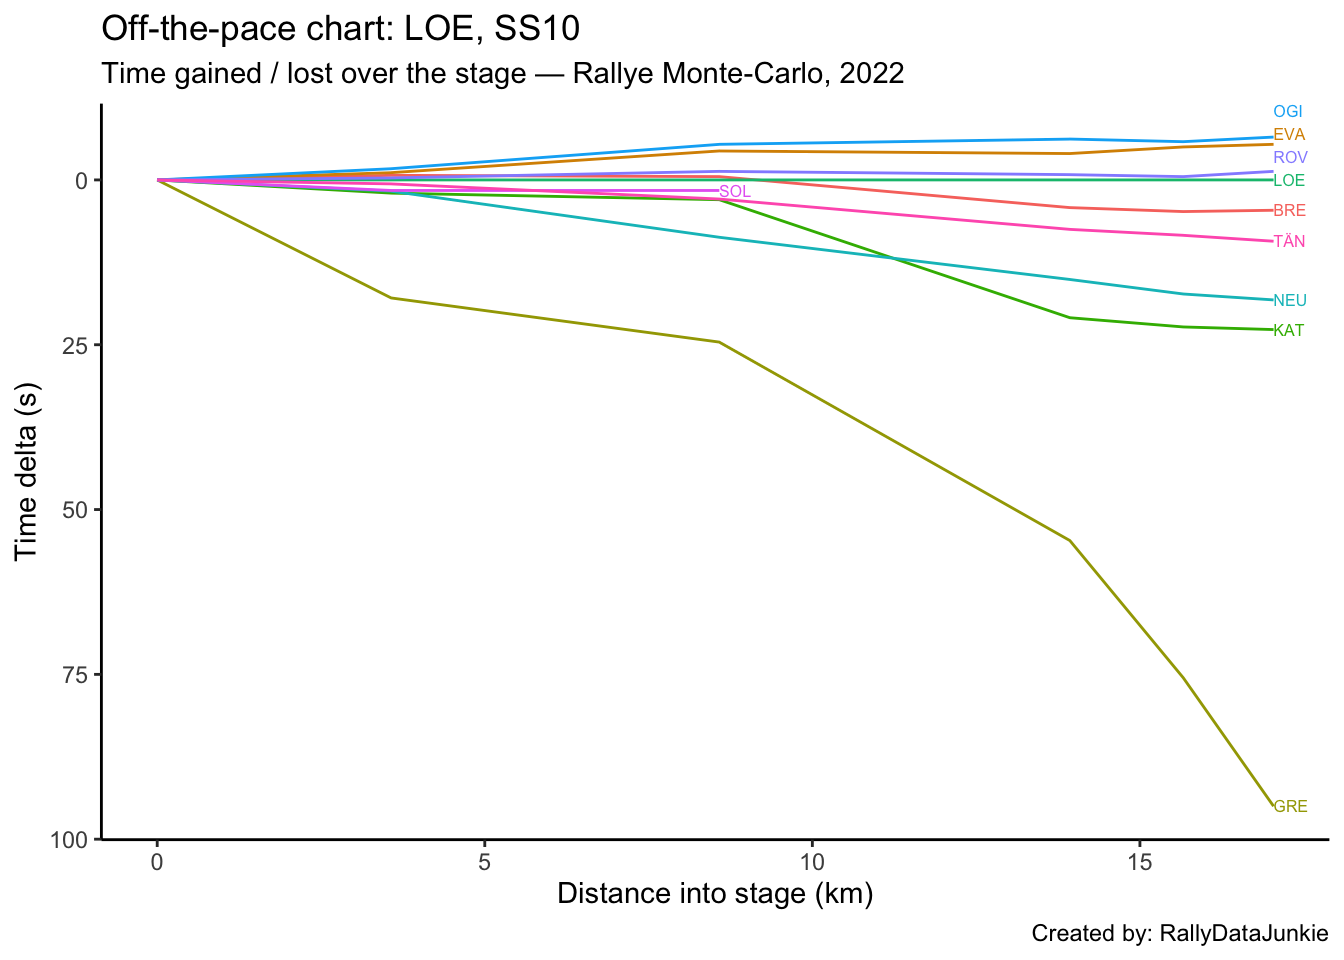 Off-the-pace chart: LOE, SS10
Time gained / lost over the stage — Rallye Monte-Carlo, 2022
OGI
EVA
ROV
LOE
SOL
BRE
TÄN
NEU
KAT
GRE
0
25
50
75
100
Time delta (s)
0
5
10
15
Distance into stage (km)
Created by: RallyDataJunkie